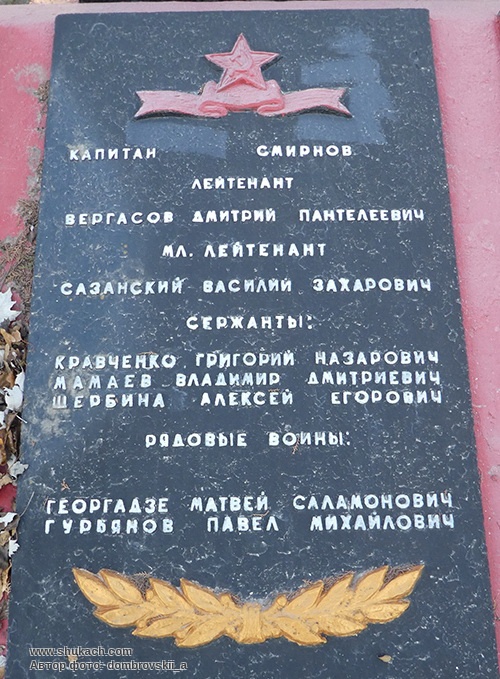 КАПИТАН СМИРНОВ
ЛЕЙТЕНАНТ
ВЕРГАСОВ ДМИТРИЙ ПАНТЕЛЕЕВИЧ
МЛ. ЛЕЙТЕНАНТ
САЗАНСКИЙ ВАСИЛИЙ ЗАХАРОВИЧ
СЕРЖАНТЫ:
КРАВЧЕНКО ГРИГОРИЙ НАЗАРОВИЧ
МАМАЕВ ВЛАДИМИР ДМИТРИЕВИЧ
ЩЕРБИНА АЛЕКСЕЙ ЕГОРОВИЧ
РЯДОВЫЕ ВОИНЫ:
ГЕОРГАДЗЕ МАТВЕЙ САЛАМОНОВИЧ
ГУРБЯНОВ ПАВЕЛ МИХАЙЛОВИЧ
www.shukach.com
Автор фото- dombrovskii_a